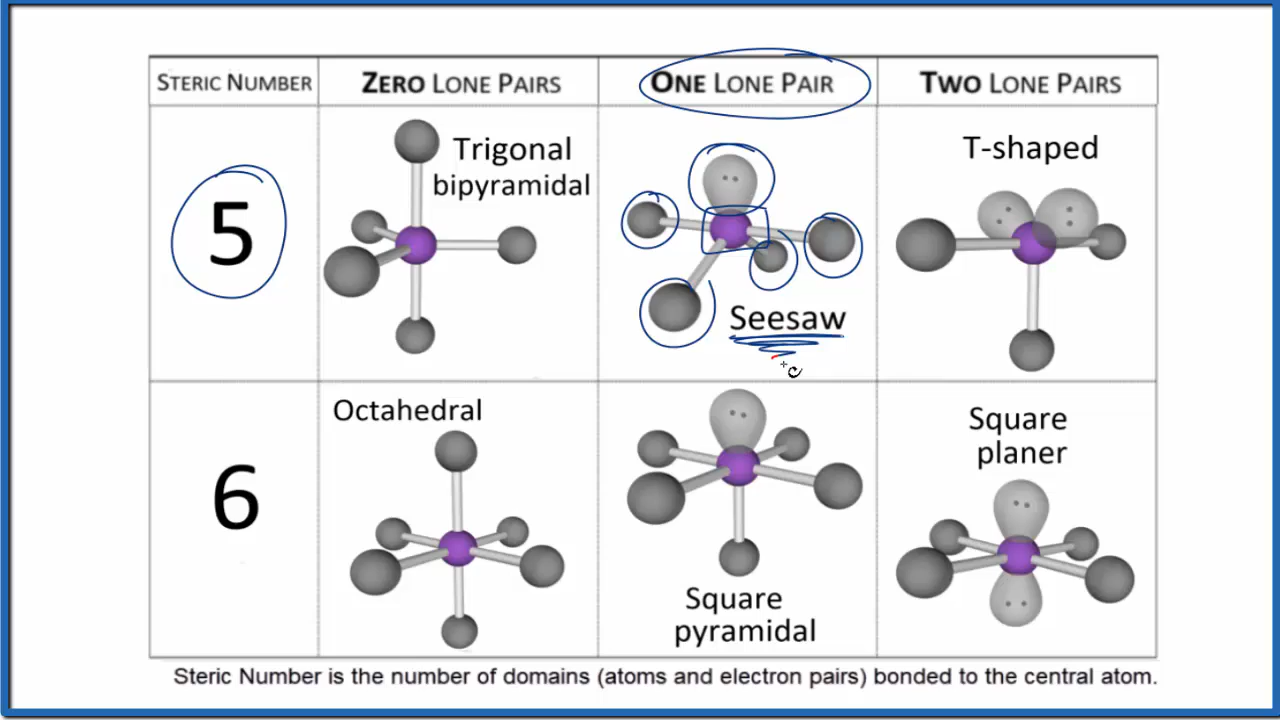 STERIC NUMBER
ZERO LONE PAIRS
ONE LONE PAIR
TWO LONE PAIRS
5
Trigonal
bipyramidal
Seesaw
T-shaped
6
Octahedral
Square
pyramidal
Square
planer
Steric Number is the number of domains (atoms and electron pairs) bonded to the central atom.